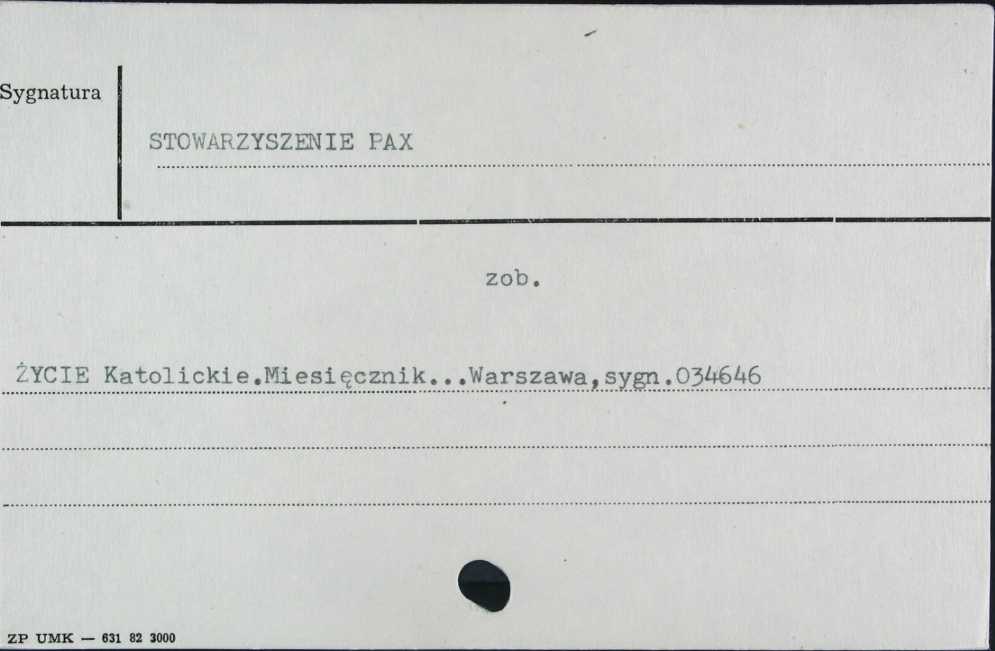 Sygnatura
STOWARZYSZENIE PAX
zob.
ŻYCIE Katolickie.Miesięcznik...Warszawa,sygn.034646
ZP UMK — 631 82 3000